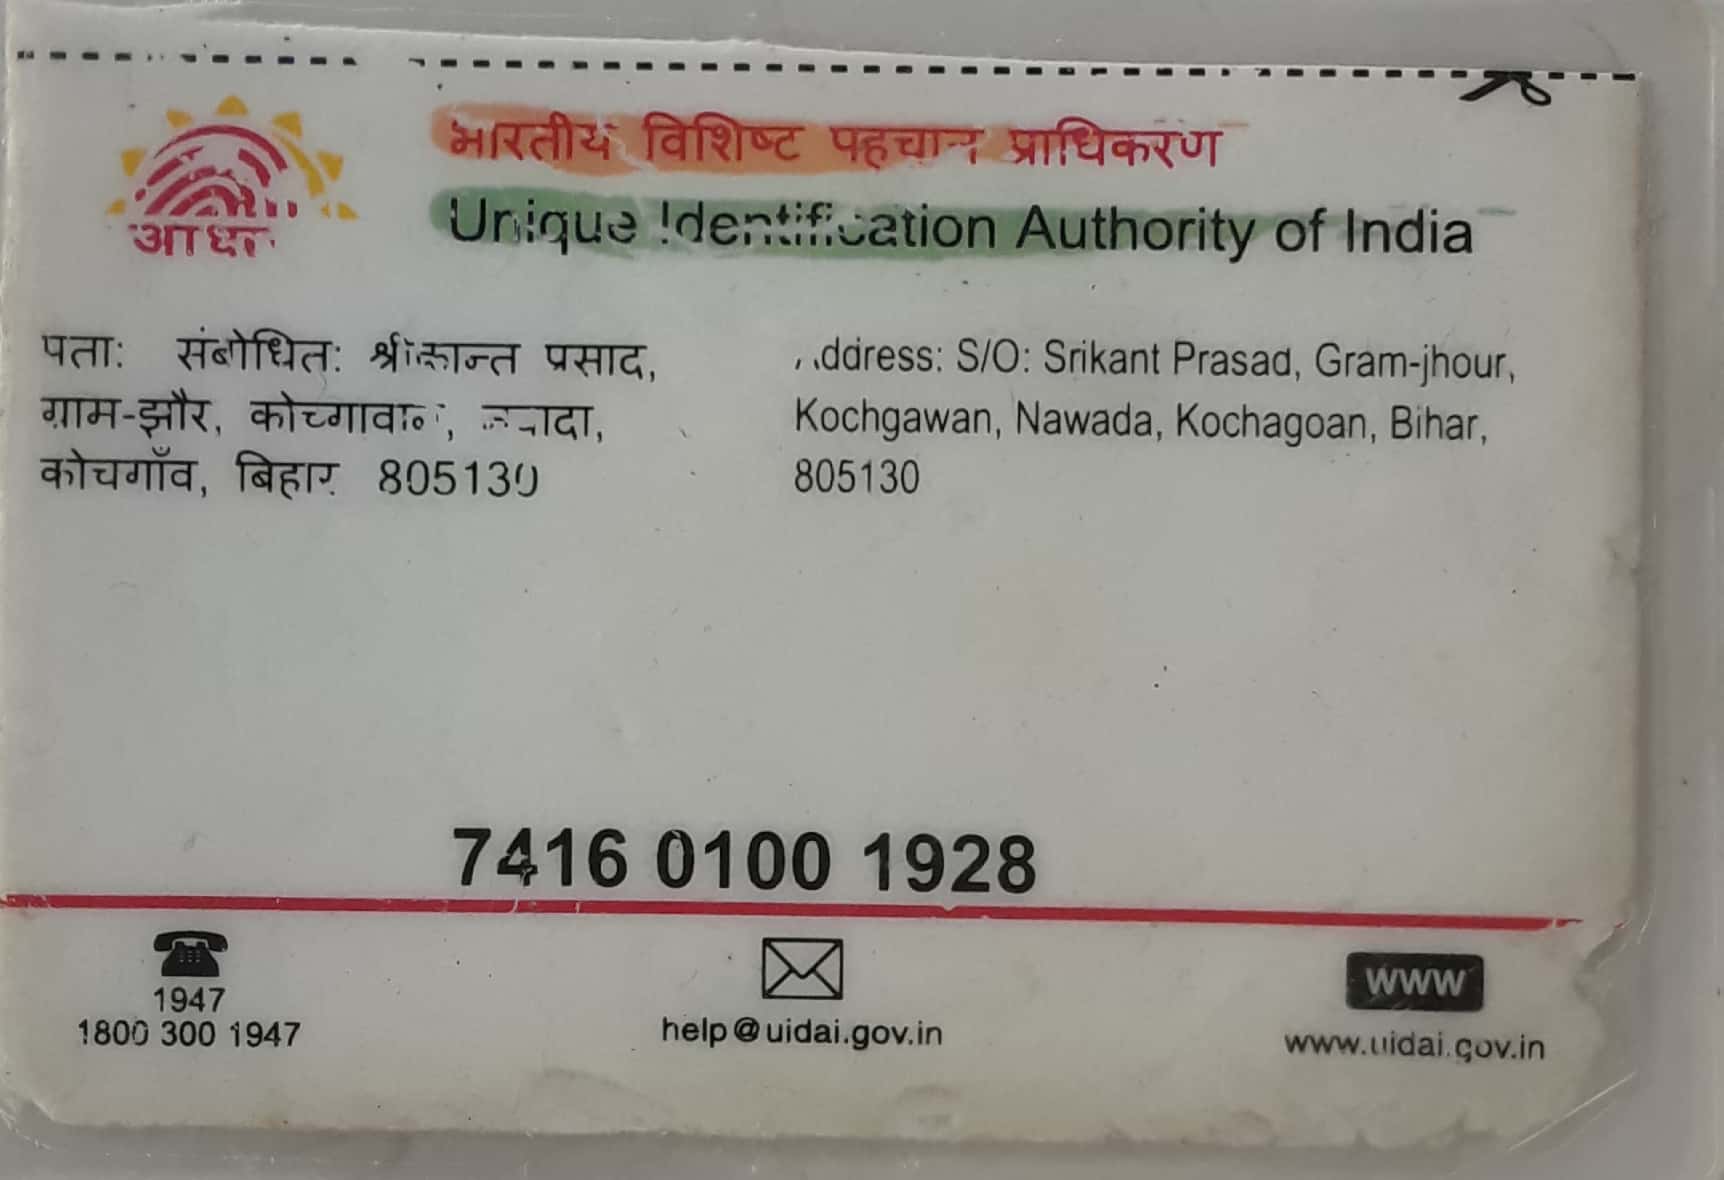 भारतीय विशिष्ट पहचान प्राधिकरण
Unique Identification Authority of India
पता: संबोधित: श्रीकान्त प्रसाद,
ग्राम-झौर, कोच्गावान,
कोचगाँव, बिहार 805130
Address: S/O: Srikant Prasad, Gram-jhour,
Kochgawan, Nawada, Kochagoan, Bihar,
805130
7416 0100 1928
1947
1800 300 1947
help@uidai.gov.in
www
www.uidai.gov.in